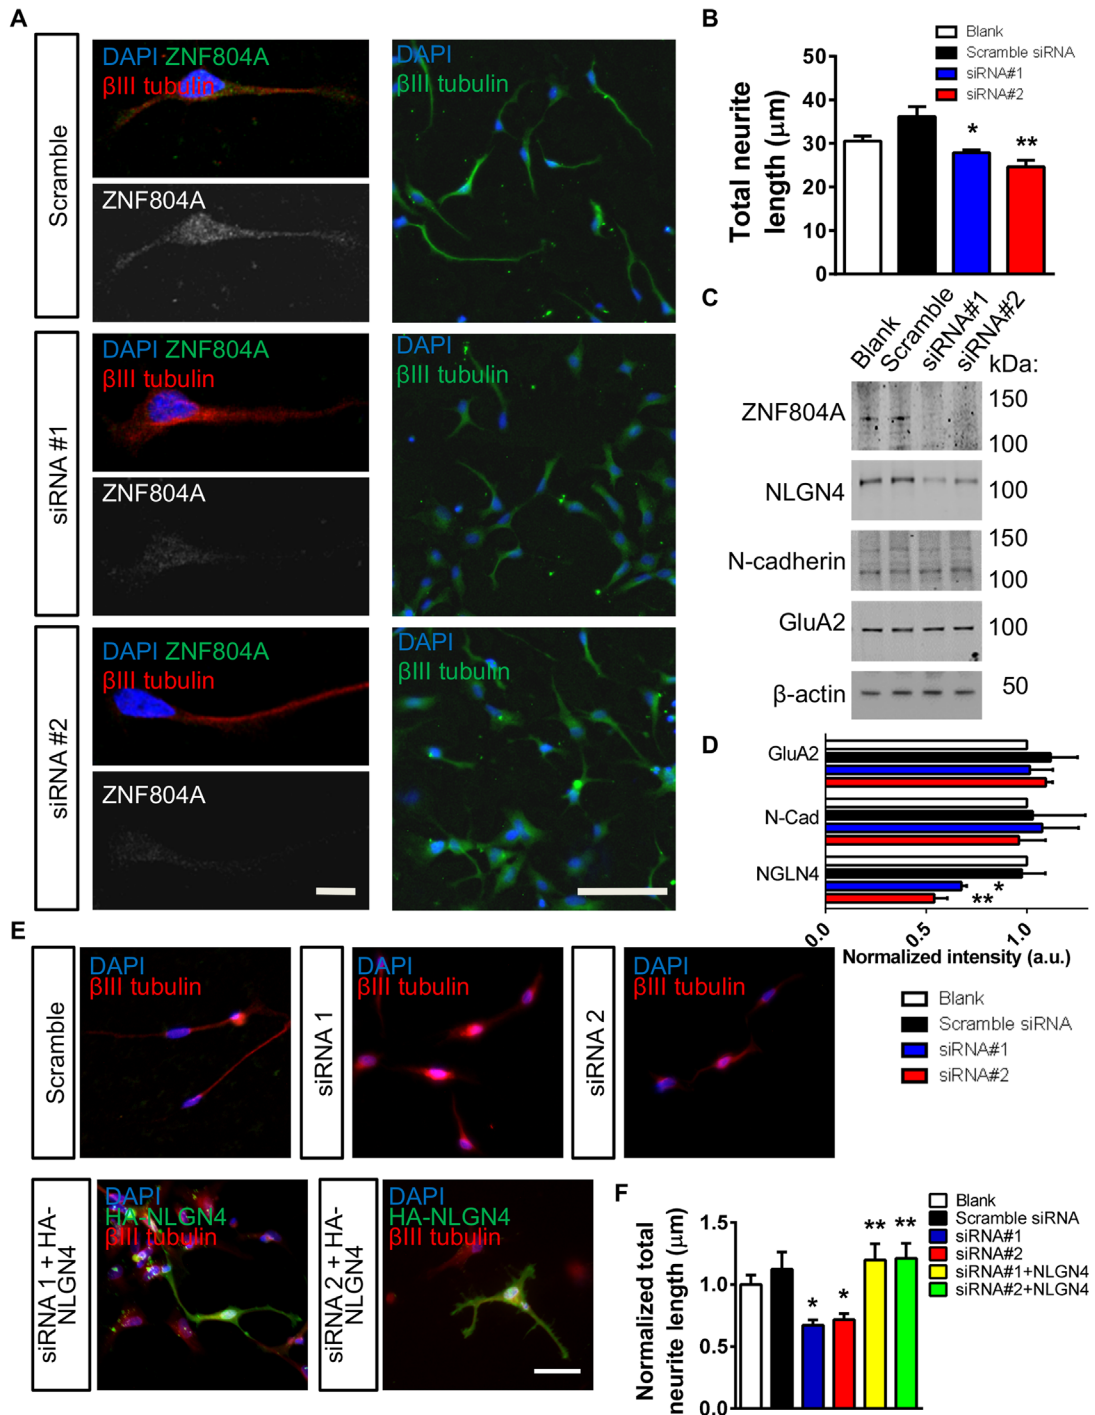 A
Scramble
DAPI ZNF804A
βIII tubulin
ZNF804A
DAPI
βIII tubulin
siRNA #1
DAPI ZNF804A
βIII tubulin
ZNF804A
DAPI
βIII tubulin
siRNA #2
DAPI ZNF804A
βIII tubulin
ZNF804A
DAPI
βIII tubulin
B
Blank
Scramble siRNA
siRNA#1
siRNA#2
Total neurite
length (μm)
50
40
30
20
10
0
*
**
C
Blank
Scramble
siRNA#1
siRNA#2
kDa:
ZNF804A
150
100
NLGN4
100
N-cadherin
150
100
GluA2
100
β-actin
50
D
GluA2
N-Cad
NGLN4
*
**
0.0
0.5
1.0
Normalized intensity (a.u.)
Blank
Scramble siRNA
siRNA#1
siRNA#2
E
Scramble
DAPI
βIII tubulin
siRNA 1
DAPI
βIII tubulin
siRNA 2
DAPI
βIII tubulin
siRNA 1 + HA-
NLGN4
DAPI
HA-NLGN4
βIII tubulin
siRNA 2 + HA-
NLGN4
DAPI
HA-NLGN4
βIII tubulin
F
Normalized total
neurite length (μm)
1.5
1.0
0.5
0.0
*
*
**
**
Blank
Scramble siRNA
siRNA#1
siRNA#2
siRNA#1+NLGN4
siRNA#2+NLGN4